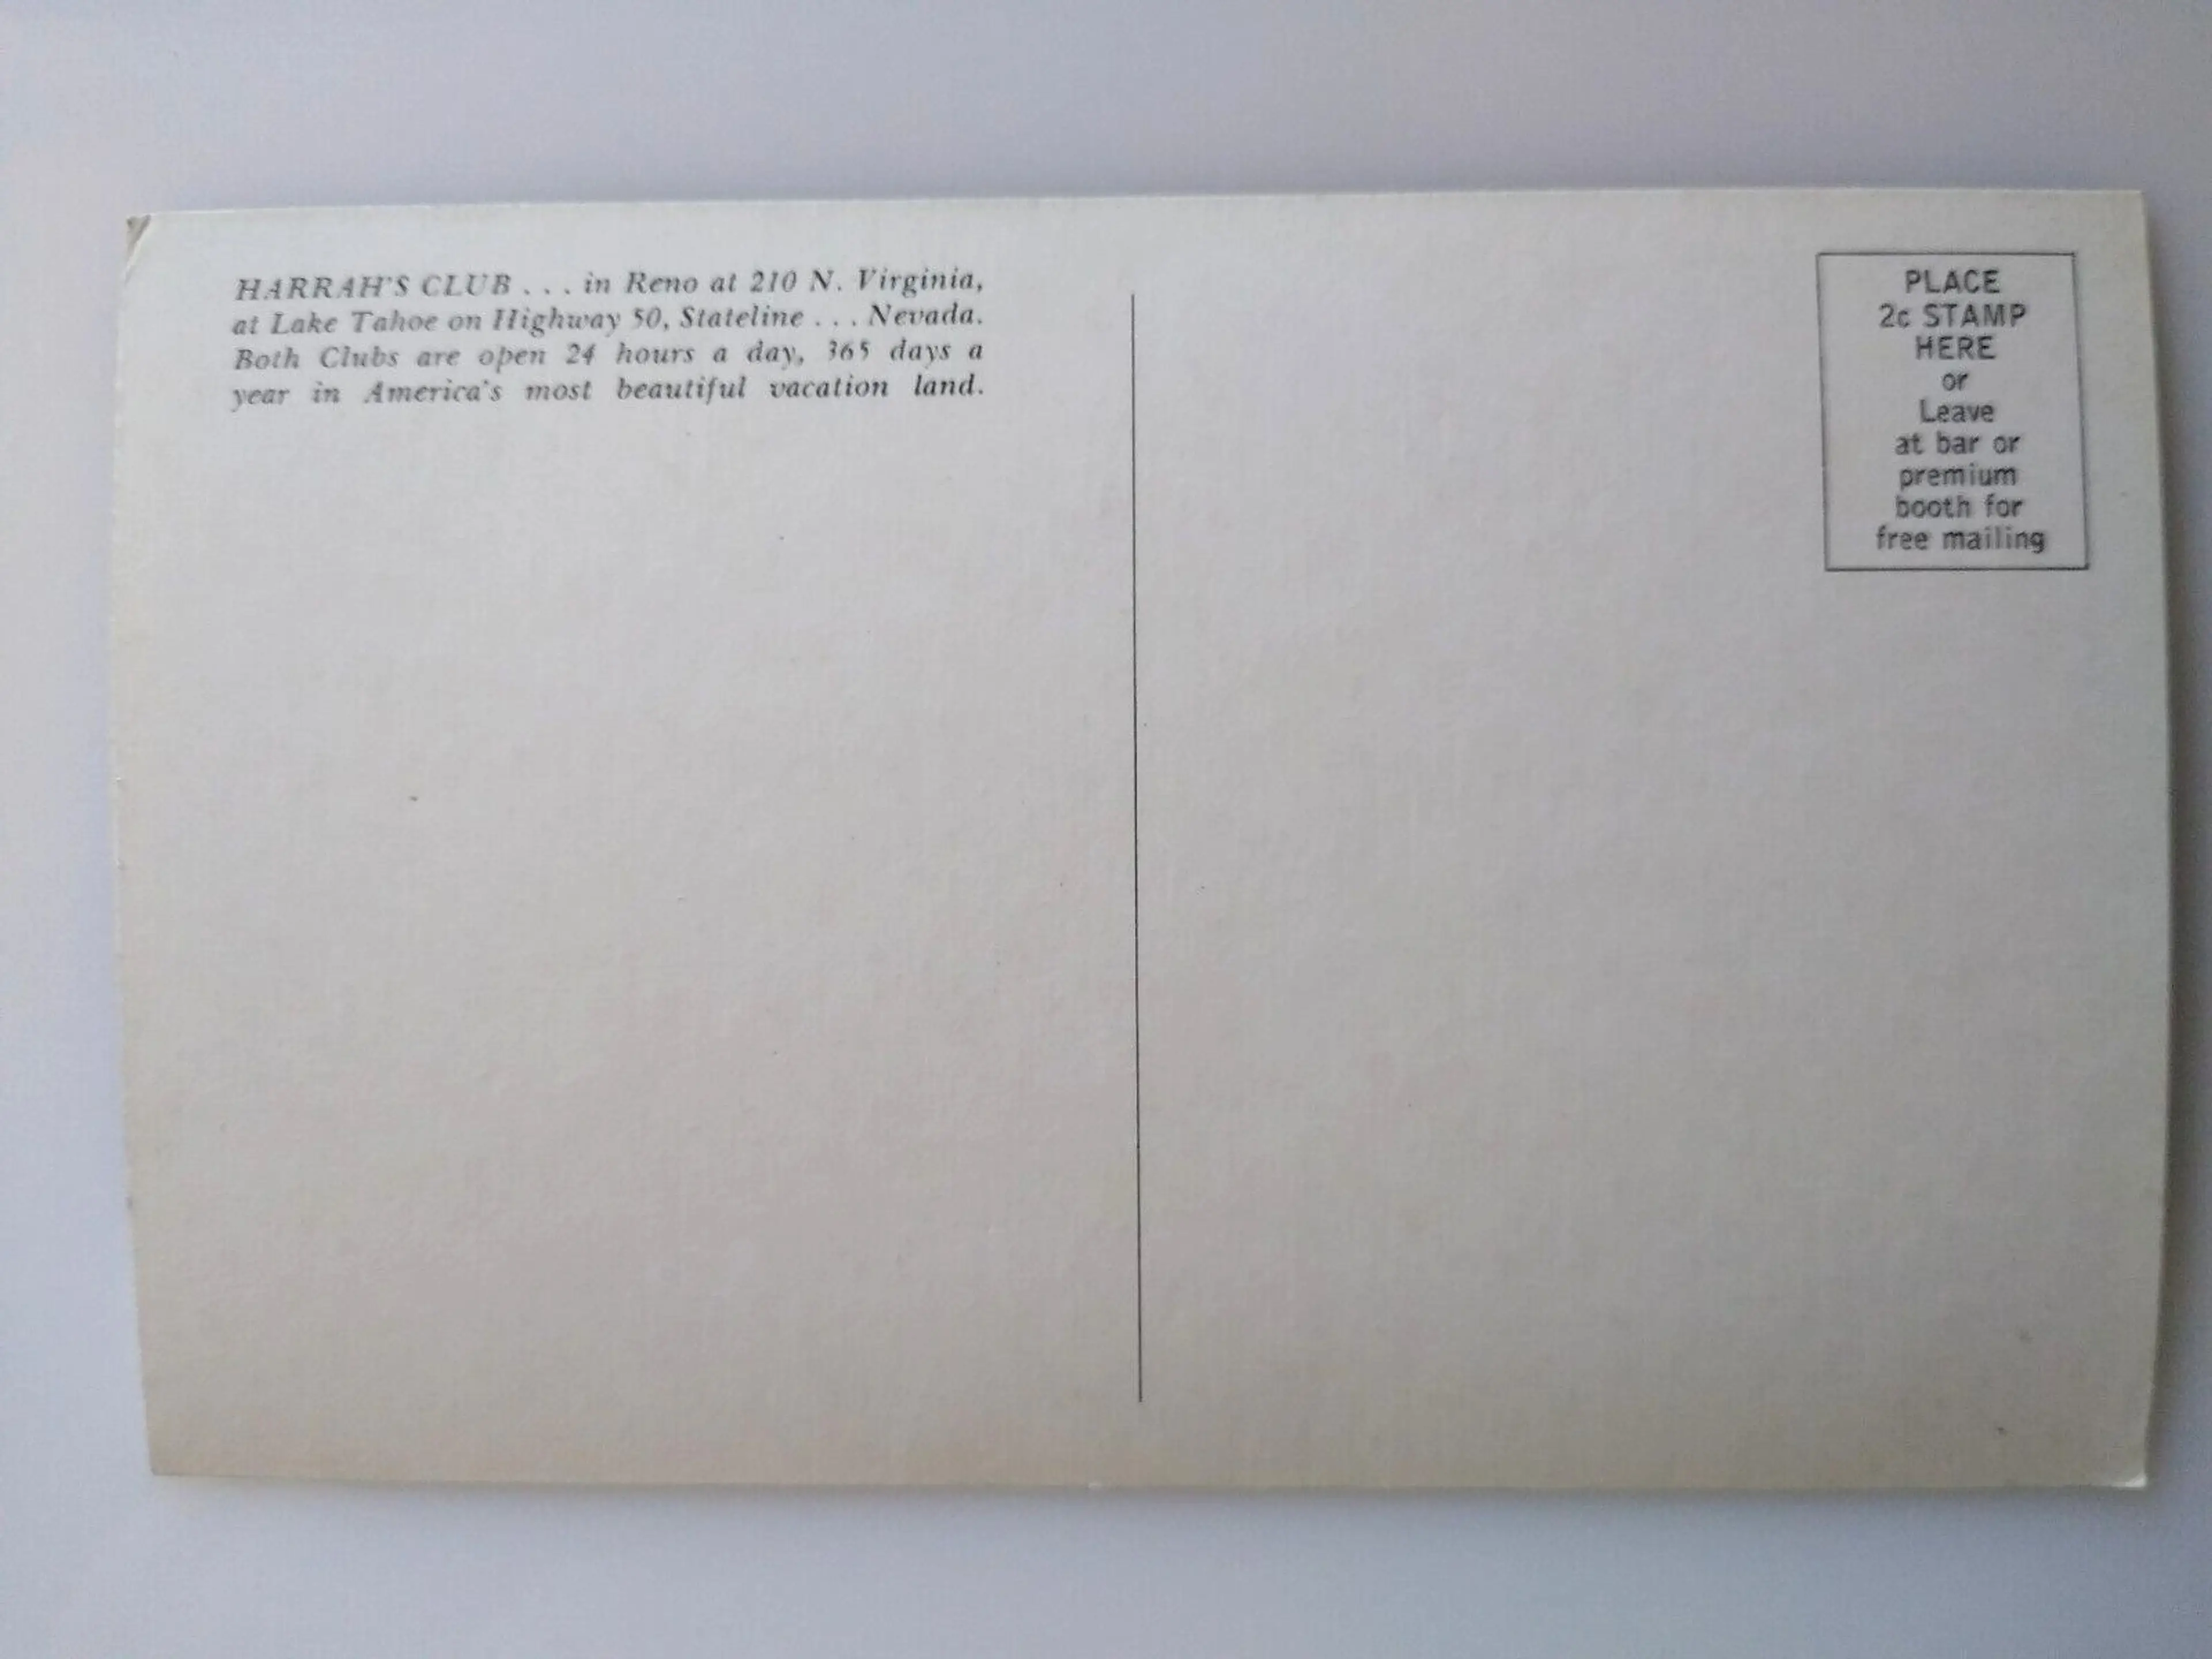 HARRAH'S CLUB . . . in Reno at 210 N. Virginia,
at Lake Tahoe on Highway 50, Stateline . . . Nevada.
Both Clubs are open 24 hours a day, 365 days a
year in America's most beautiful vacation land.
PLACE
2c STAMP
HERE
or
Leave
at bar or
premium
booth for
free mailing